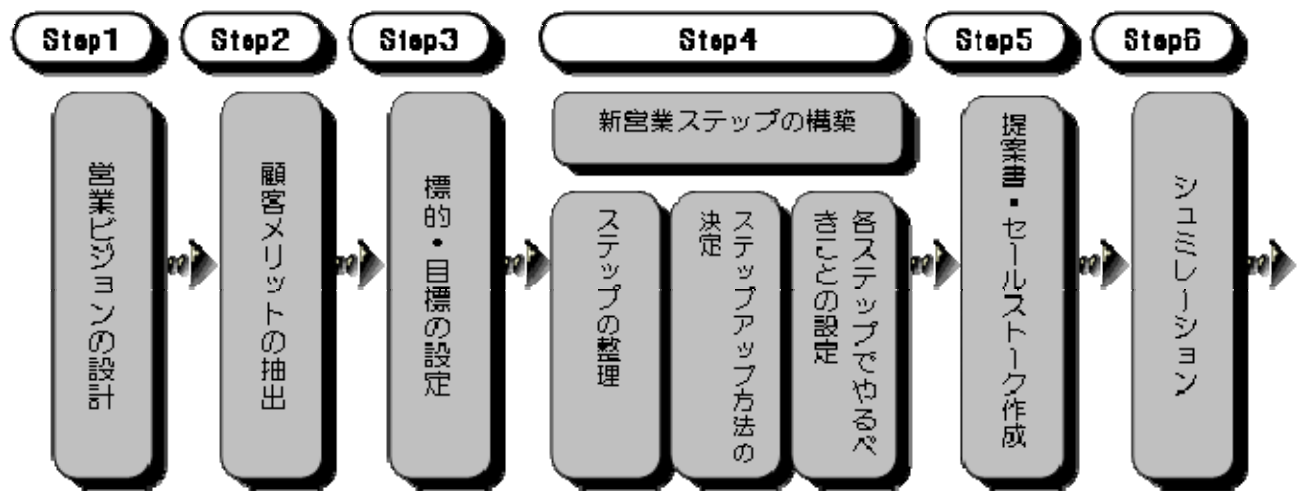 Step1
Step2
Step3
Step4
Step5
Step6
営業ビジョンの設計
顧客メリットの抽出
標的・目標の設定
新営業ステップの構築
ステップの整理
ステップアップ方法の
決定
各ステップでやるべ
きことの設定
提案書・セールストーク作成
シュミレーション